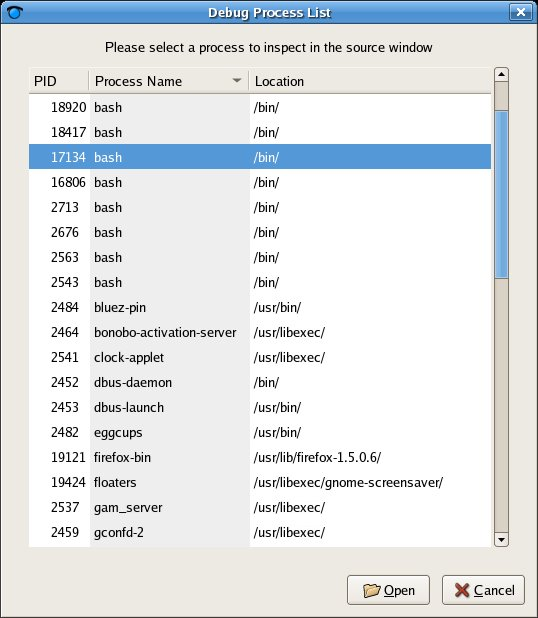 Debug Process List
Please select a process to inspect in the source window
PID Process Name Location
18920 bash /bin/
18417 bash /bin/
17134 bash /bin/
16806 bash /bin/
2713 bash /bin/
2676 bash /bin/
2563 bash /bin/
2543 bash /bin/
2484 bluez-pin /usr/bin/
2464 bonobo-activation-server /usr/libexec/
2541 clock-applet /usr/libexec/
2452 dbus-daemon /bin/
2453 dbus-launch /usr/bin/
2482 eggcups /usr/bin/
19121 firefox-bin /usr/lib/firefox-1.5.0.6/
19424 floaters /usr/libexec/gnome-screensaver/
2537 gam_server /usr/libexec/
2459 gconfd-2 /usr/libexec/
Open Cancel